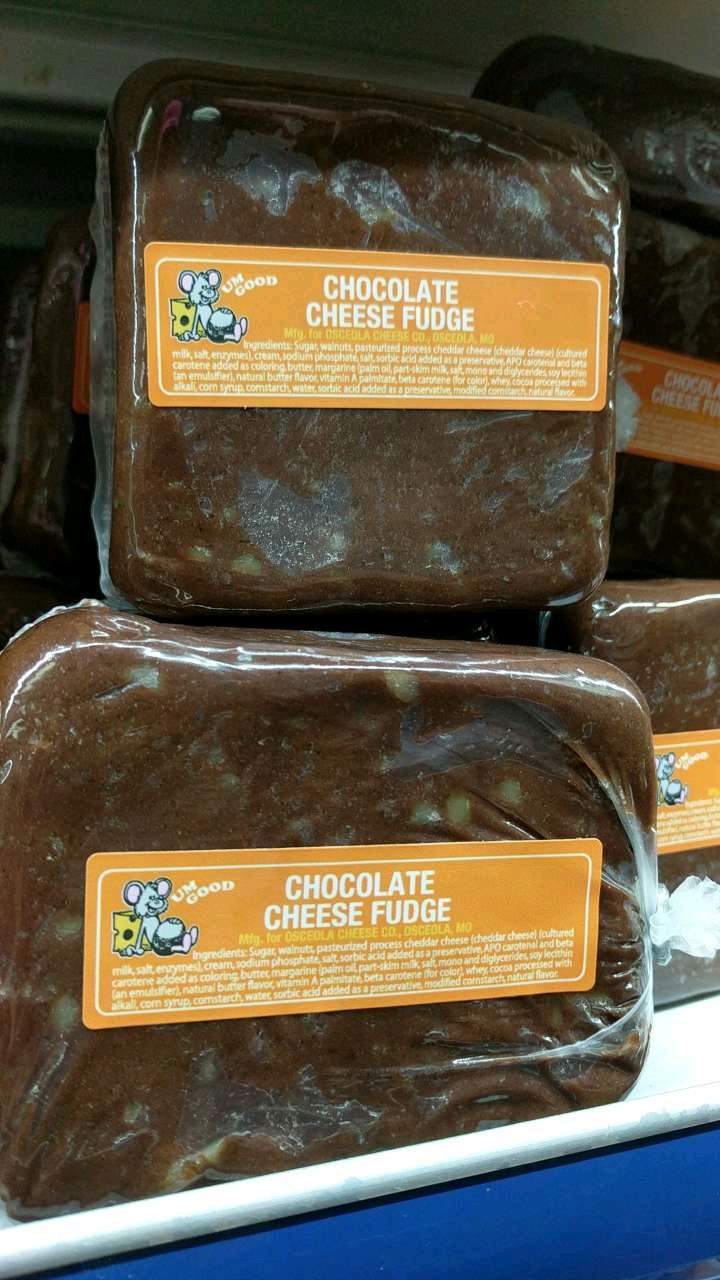 UM
GOOD
CHOCOLATE
CHEESE FUDGE
Mfg. for OSCEOLA CHEESE CO., OSCEOLA, MO
Ingredients: Sugar, walnuts, pasteurized process cheddar cheese (cheddar cheese) (cultured
milk, salt, enzymes), cream, sodium phosphate, salt, sorbic acid added as a preservative, APO carotenal and beta
carotene added as coloring, butter, margarine (palm oil, part-skim milk, salt, mono and diglycerides, soy lecithin
(an emulsifier), natural butter flavor, vitamin A palmitate, beta carotene (for color), whey, cocoa processed with
alkali, corn syrup, cornstarch, water, sorbic acid added as a preservative, modified cornstarch, natural flavor.
CHOCOLA
CHEESE FU
UM
GOOD
UM
GOOD
CHOCOLATE
CHEESE FUDGE
Mfg. for OSCEOLA CHEESE CO., OSCEOLA, MO
Ingredients: Sugar, walnuts, pasteurized process cheddar cheese (cheddar cheese) (cultured
milk, salt, enzymes), cream, sodium phosphate, salt, sorbic acid added as a preservative, APO carotenal and beta
carotene added as coloring, butter, margarine (palm oil, part-skim milk, salt, mono and diglycerides, soy lecithin
(an emulsifier), natural butter flavor, vitamin A palmitate, beta carotene (for color), whey, cocoa processed with
alkali, corn syrup, cornstarch, water, sorbic acid added as a preservative, modified cornstarch, natural flavor.